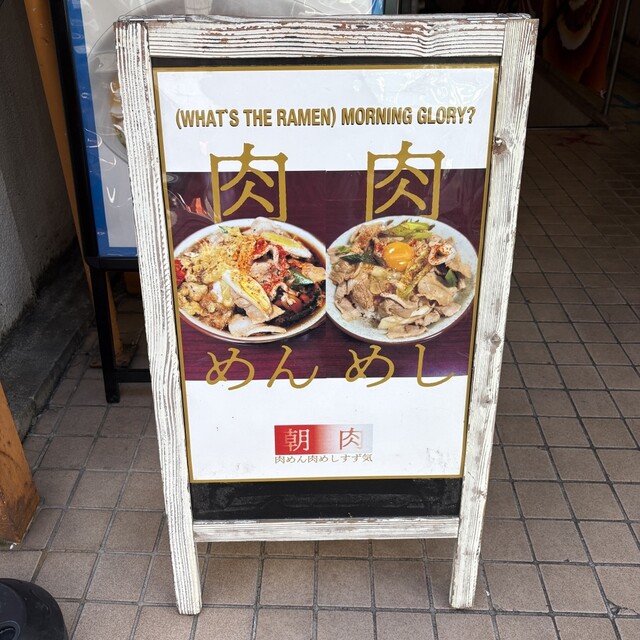 (WHAT'S THE RAMEN) MORNING GLORY?
肉 肉
めん めし
朝 肉
肉めん肉めしすず気